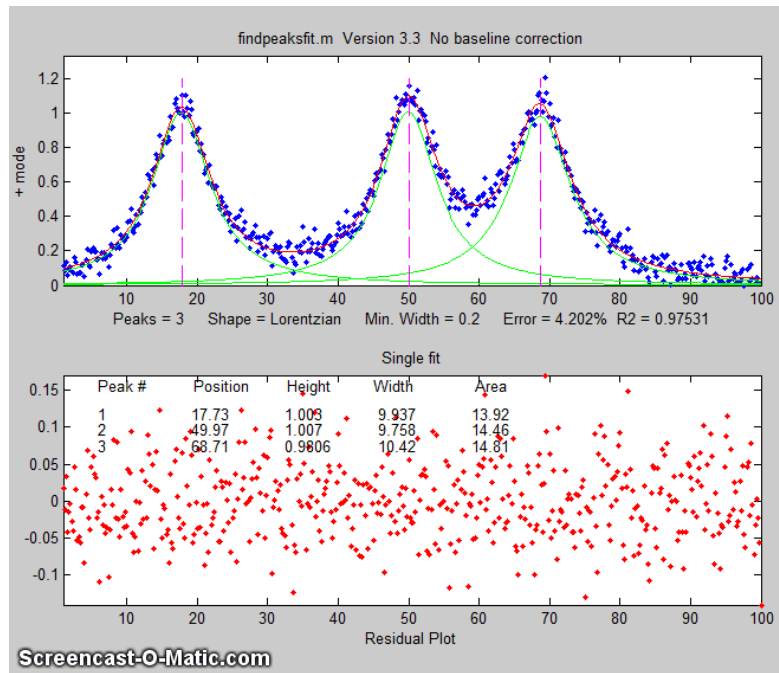 findpeaksfit.m Version 3.3 No baseline correction
+ mode
1.2
1
0.8
0.6
0.4
0.2
0
10 20 30 40 50 60 70 80 90 100
Peaks = 3 Shape = Lorentzian Min. Width = 0.2 Error = 4.202% R2 = 0.97531
Single fit
0.15
0.1
0.05
0
-0.05
-0.1
Peak # Position Height Width Area
1 17.73 1.003 9.937 13.92
2 49.97 1.007 9.758 14.46
3 68.71 0.9806 10.42 14.81
10 20 30 40 50 60 70 80 90 100
Residual Plot
Screencast-O-Matic.com